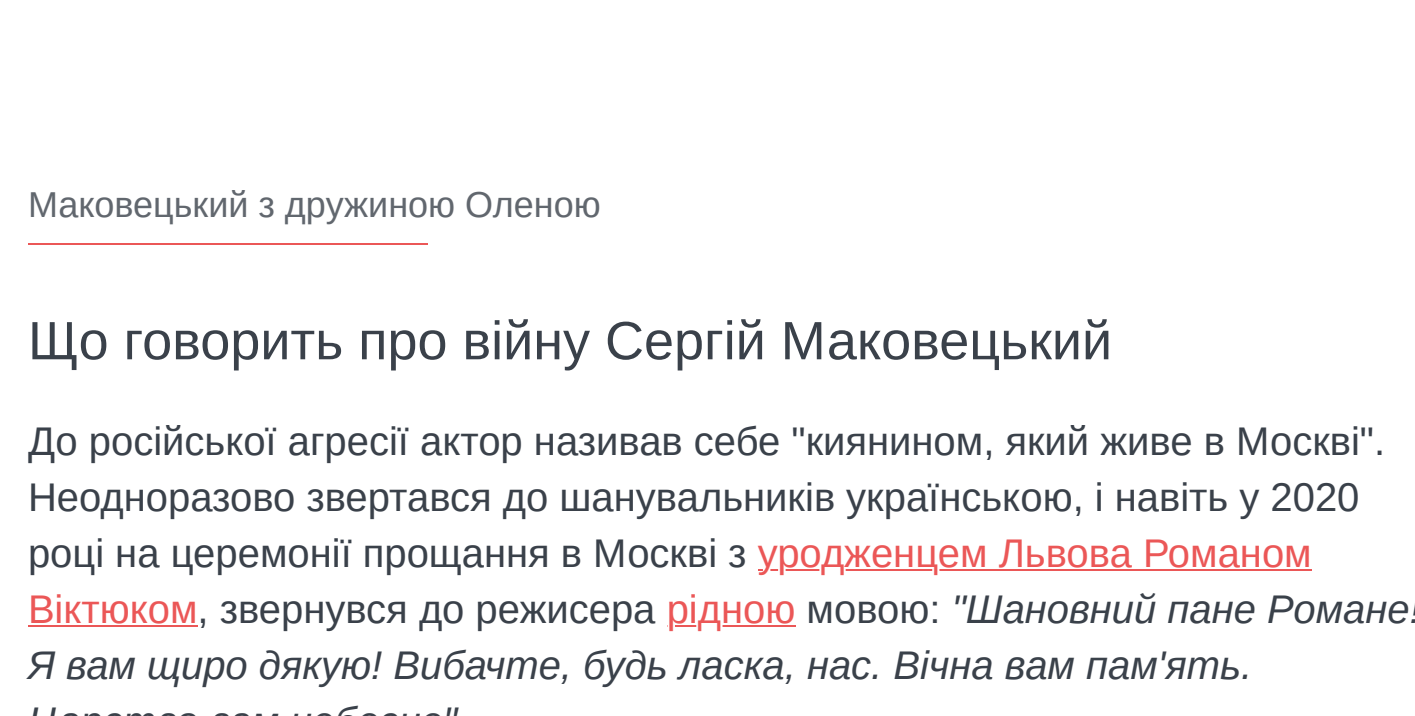 Маковецький з дружиною Оленою
Що говорить про війну Сергій Маковецький
До російської агресії актор називав себе "киянином, який живе в Москві".
Неодноразово звертався до шанувальників українською, і навіть у 2020
році на церемонії прощання в Москві з уродженцем Львова Романом
Віктюком, звернувся до режисера рідною мовою: "Шановний пане Романе!
Я вам щиро дякую! Вибачте, будь ласка, нас. Вічна вам пам'ять.